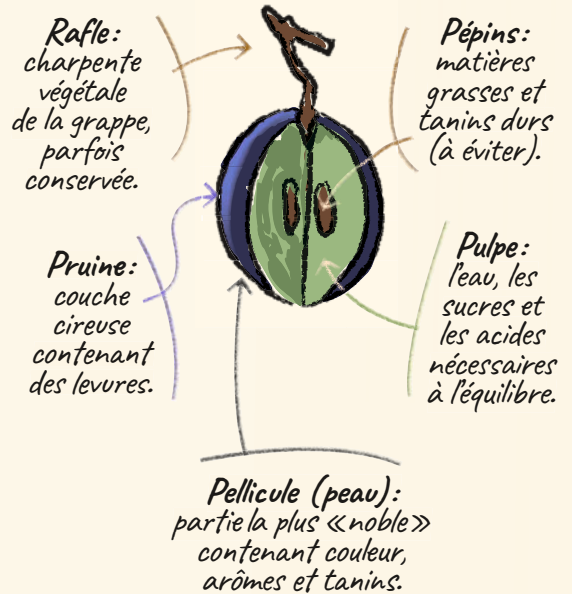 Rafle:
charpente
végétale
de la grappe,
parfois
conservée.
Pépins:
matières
grasses et
tanins durs
(à éviter).
Pruine:
couche
cireuse
contenant
des levures.
Pulpe:
l'eau, les
sucres et
les acides
nécessaires
à l'équilibre.
Pellicule (peau):
partie la plus «noble»
contenant couleur,
arômes et tanins.